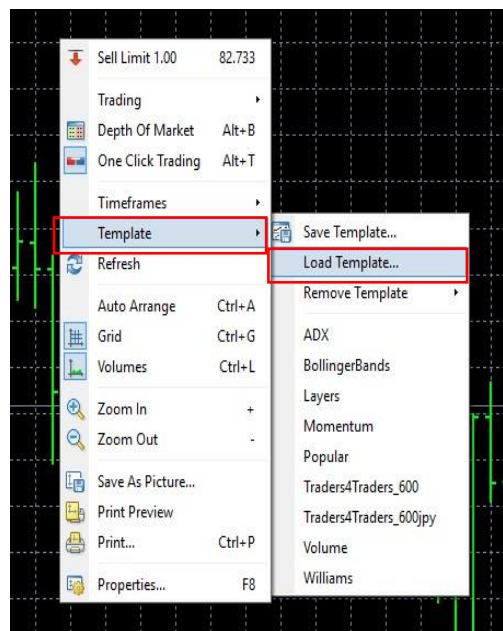 Sell Limit 1.00 82.733
Trading
Depth Of Market Alt+B
One Click Trading Alt+T
Timeframes
Template
Refresh
Auto Arrange Ctrl+A
Grid Ctrl+G
Volumes Ctrl+L
Zoom In +
Zoom Out -
Save As Picture...
Print Preview
Print... Ctrl+P
Properties... F8
Save Template...
Load Template...
Remove Template
ADX
BollingerBands
Layers
Momentum
Popular
Traders4Traders_600
Traders4Traders_600jpy
Volume
Williams